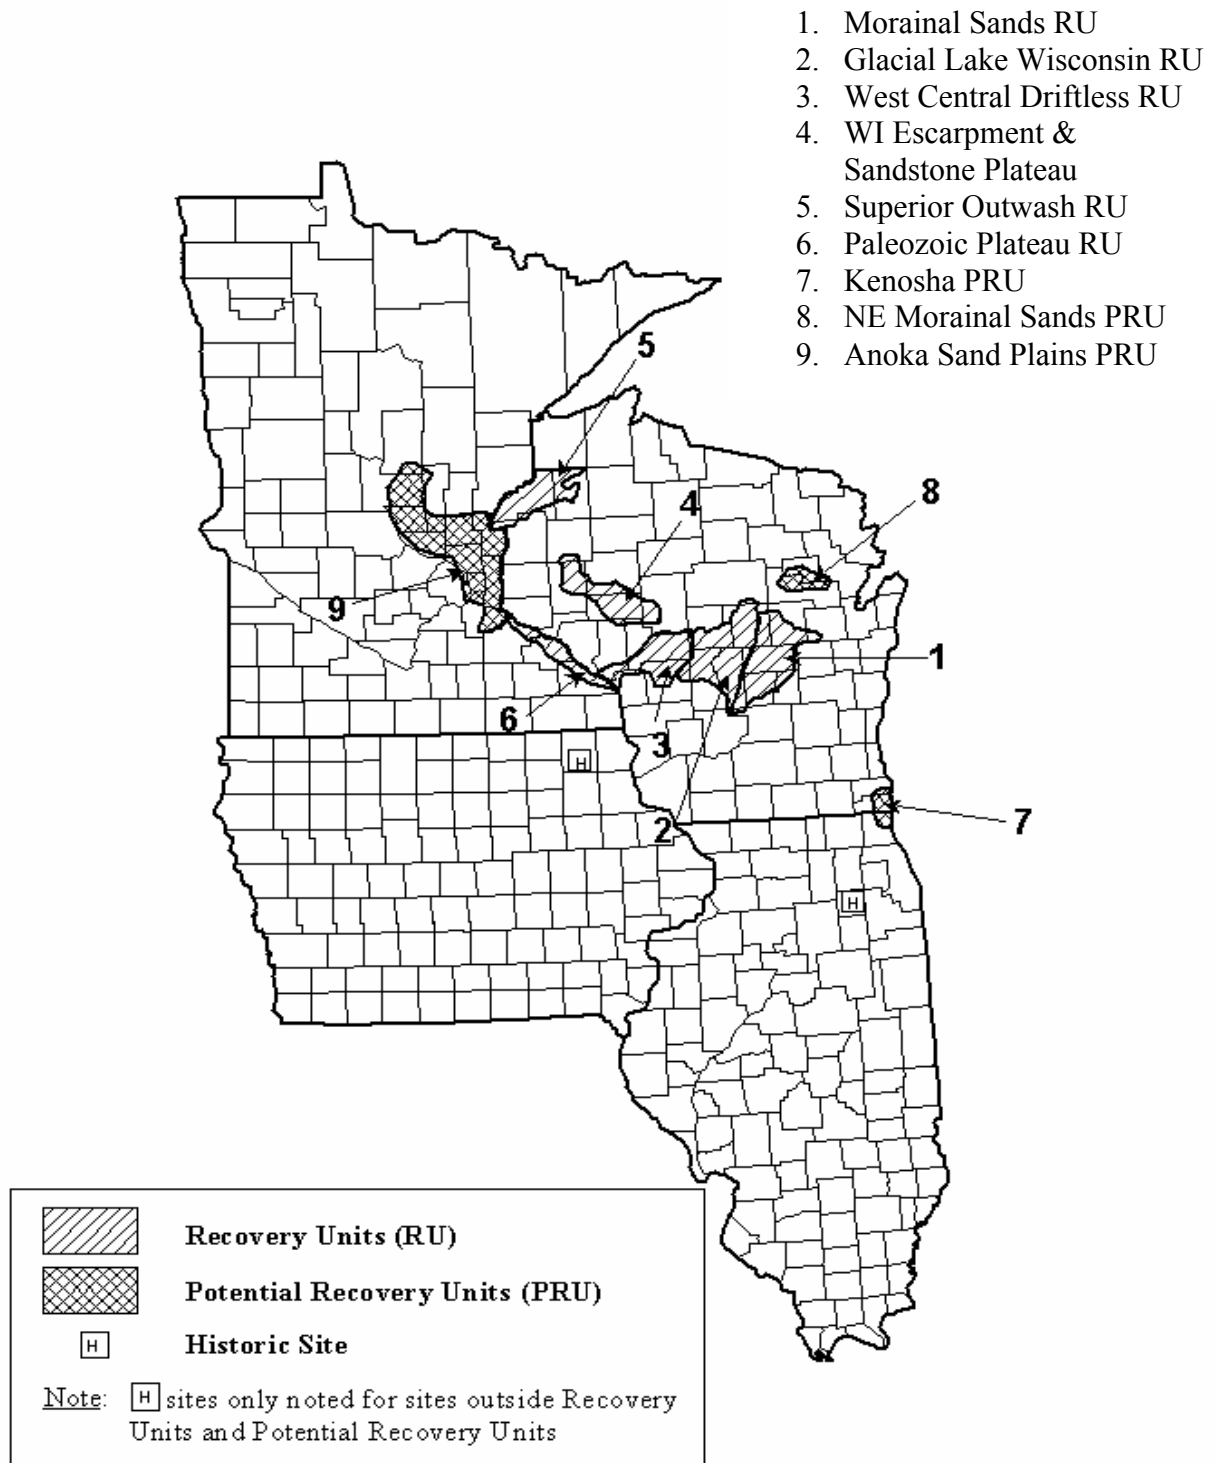 1. Morainal Sands RU
2. Glacial Lake Wisconsin RU
3. West Central Driftless RU
4. WI Escarpment &
Sandstone Plateau
5. Superior Outwash RU
6. Paleozoic Plateau RU
7. Kenosha PRU
8. NE Morainal Sands PRU
9. Anoka Sand Plains PRU
5
8
4
9
1
6
3
H
7
2
H
Recovery Units (RU)
Potential Recovery Units (PRU)
H Historic Site
Note: H sites only noted for sites outside Recovery
Units and Potential Recovery Units